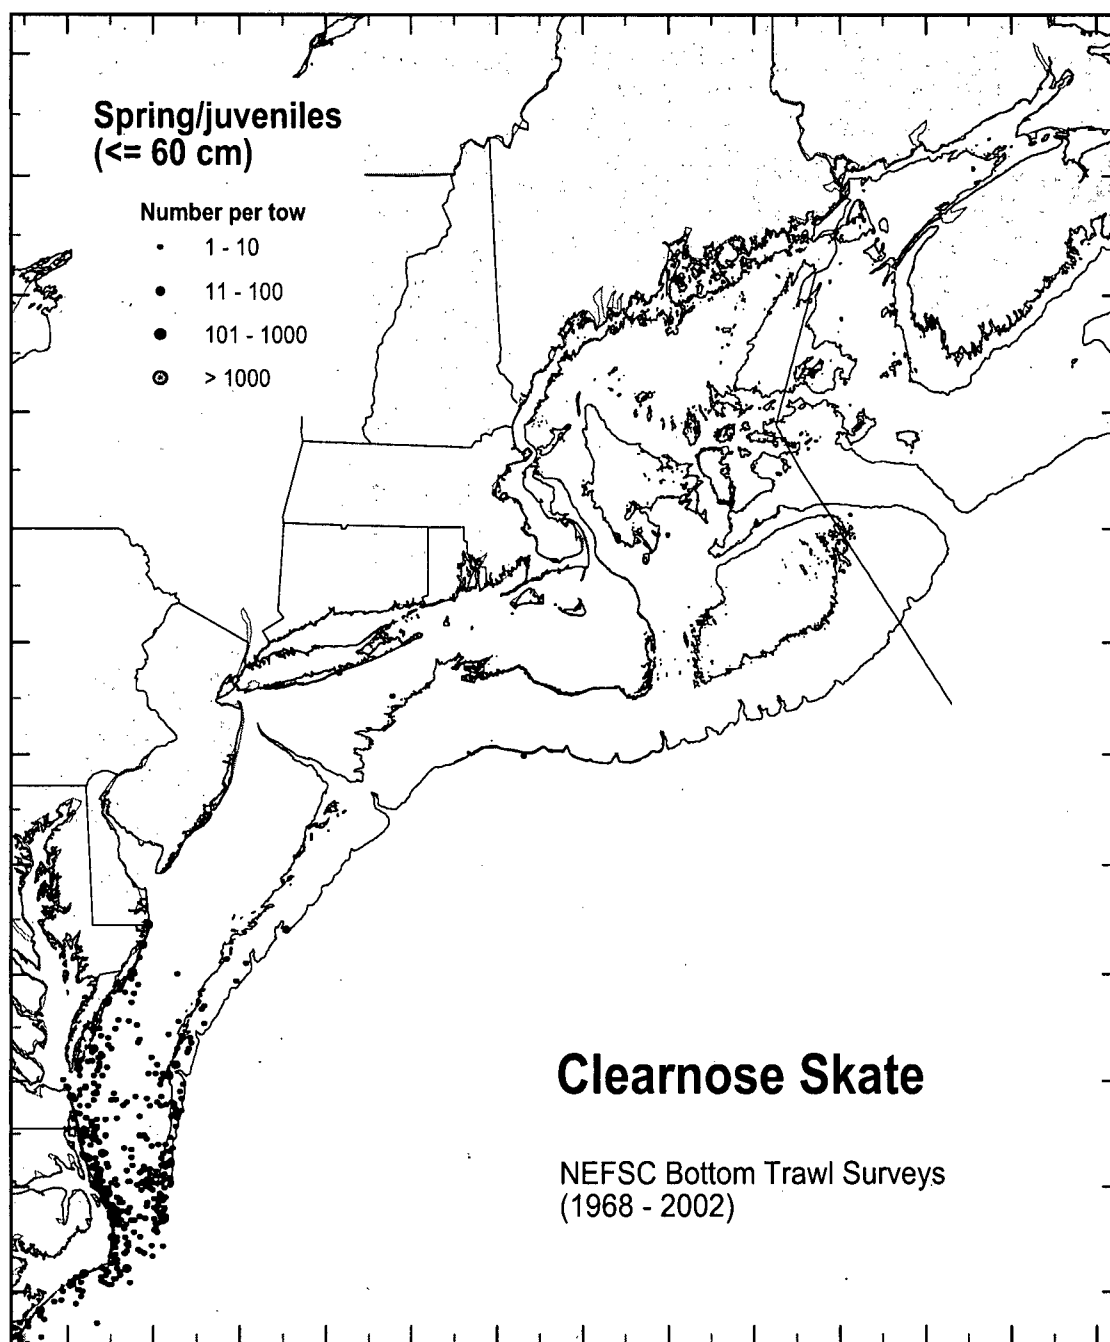 Spring/juveniles
(<= 60 cm)
Number per tow
1 - 10
11 - 100
101 - 1000
> 1000
Clearnose Skate
NEFSC Bottom Trawl Surveys
(1968 - 2002)